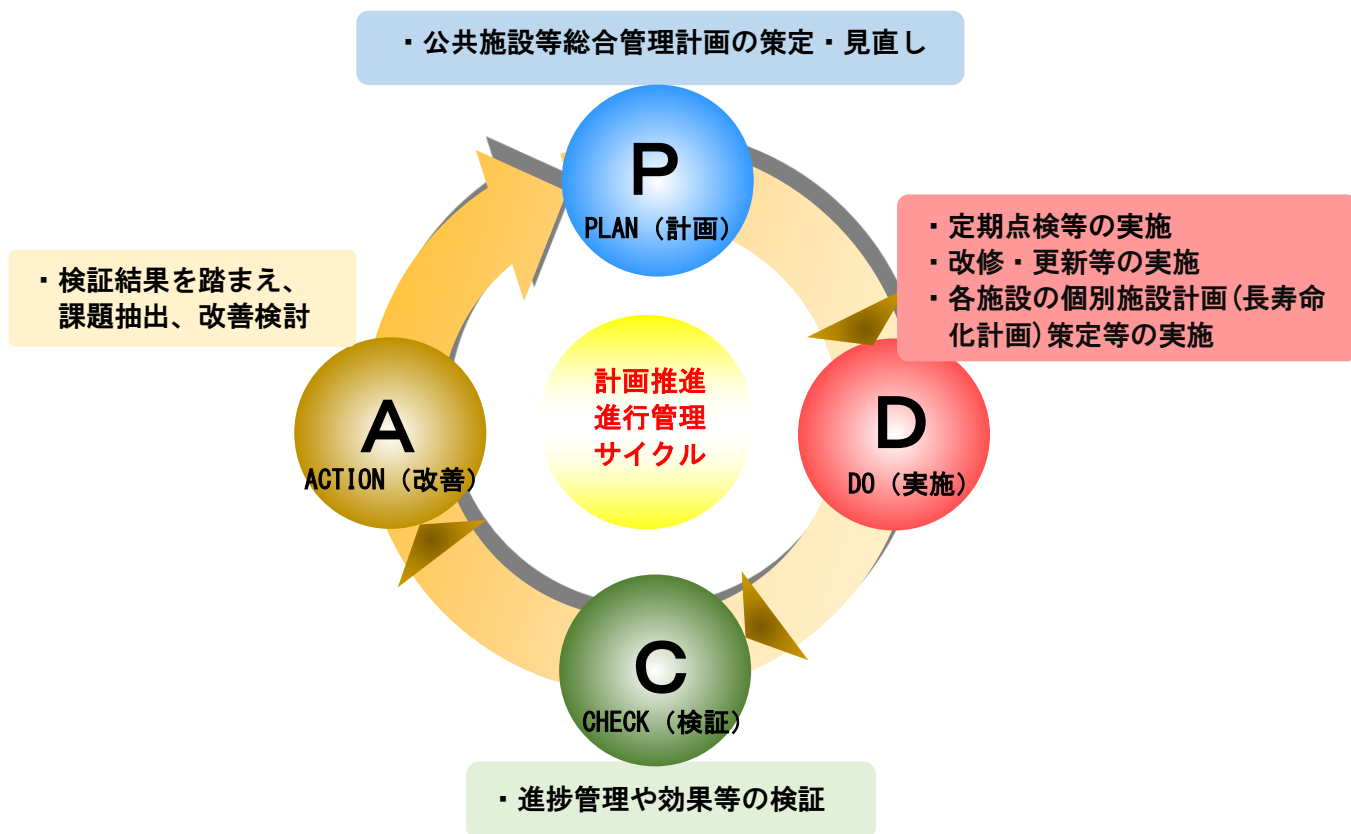 ・公共施設等総合管理計画の策定・見直し
P
PLAN（計画）
・定期点検等の実施
・改修・更新等の実施
・各施設の個別施設計画(長寿命
化計画)策定等の実施
・検証結果を踏まえ、
課題抽出、改善検討
計画推進
進行管理
サイクル
A
ACTION（改善）
D
DO（実施）
C
CHECK（検証）
・進捗管理や効果等の検証